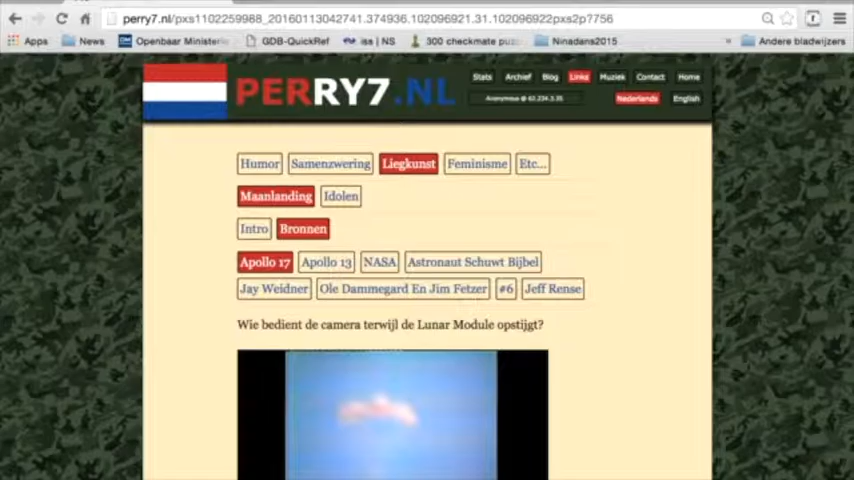 perry7.nl/pxs1102259988_20160113042741.374936.102096921.31.102096922pxs2p?756
Apps News Openbaar Ministerie GDB-QuickRef iss | NS 300 checkmate puz Ninadans2015 » Andere bladwijzers
PERRY7.NL
Stats Archief Blog Links Muziek Contact Home
Nederlands English
Humor Samenzwering Liegkunst Feminisme Etc...
Maanlanding Idolen
Intro Bronnen
Apollo 17 Apollo 13 NASA Astronaut Schuwt Bijbel
Jay Weidner Ole Dammegard En Jim Fetzer #6 Jeff Rense
Wie bedient de camera terwijl de Lunar Module opstijgt?